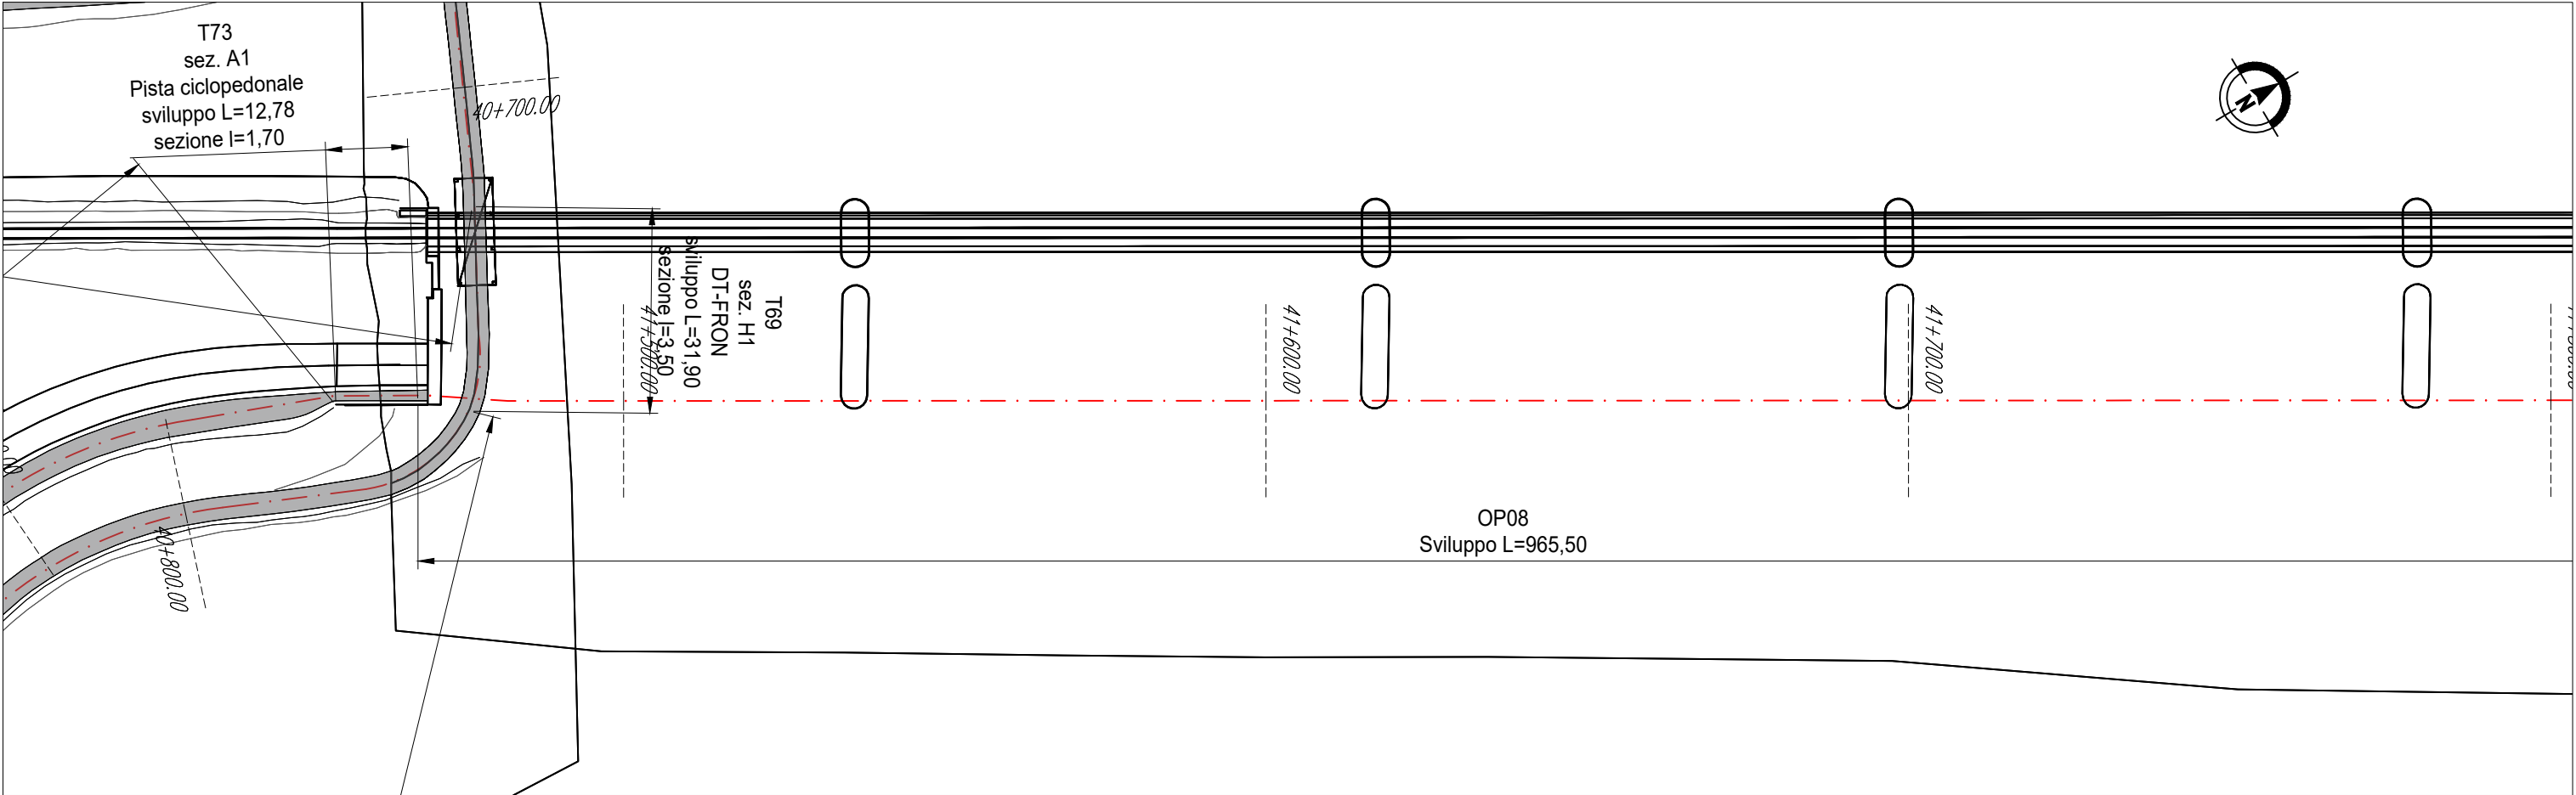 T73
sez. A1
Pista ciclopedonale
sviluppo L=12,78
sezione l=1,70
40+700.00
N
T69
sez. H1
DT-FRON
sviluppo L=31,90
sezione l=3,50
41+500.00
41+600.00
41+700.00
40+800.00
OP08
Sviluppo L=965,50